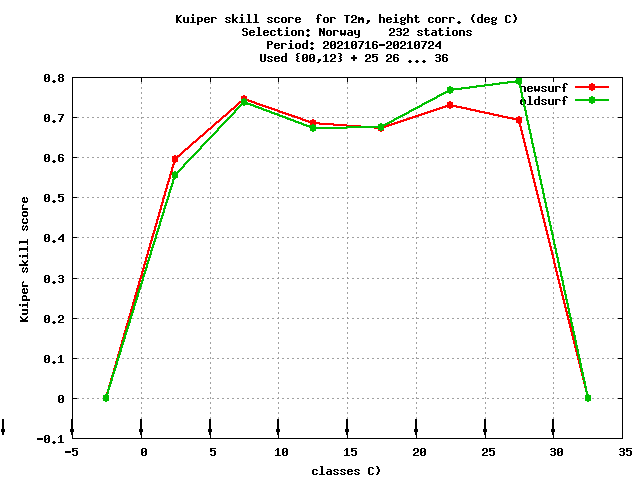 Kuiper skill score  for T2m, height corr. (deg C)
Selection: Norway    232 stations
Period: 20210716-20210724
Used {00,12} + 25 26 ... 36
newsurf
oldsurf
0.8
0.7
0.6
0.5
0.4
0.3
0.2
0.1
0
-0.1
-5 0 5 10 15 20 25 30 35
Kuiper skill score
classes C)